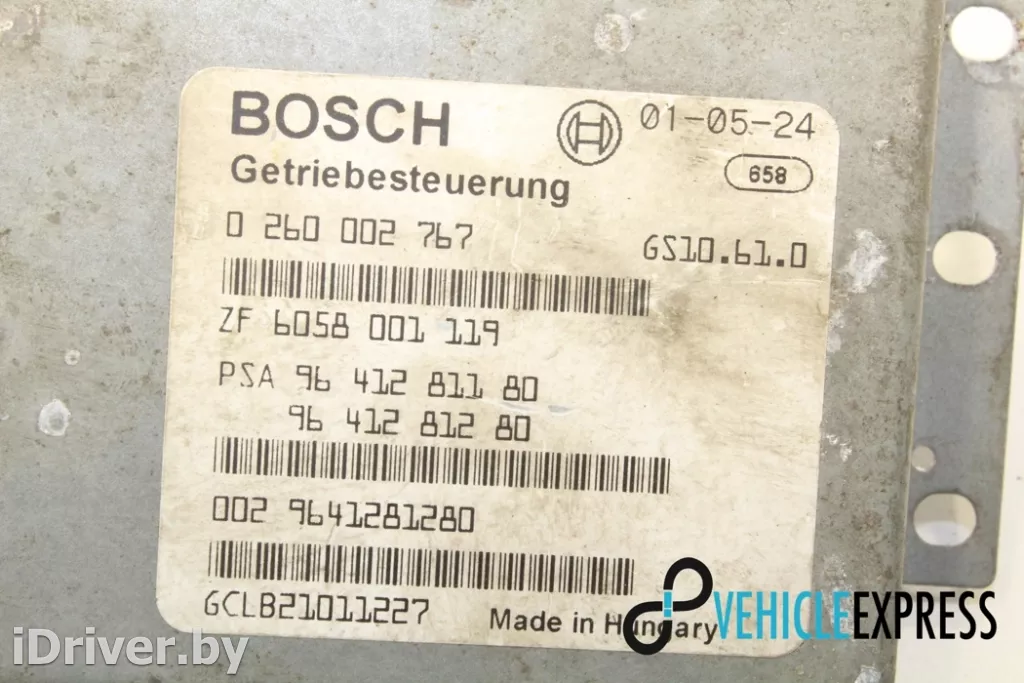 BOSCH
01-05-24
Getriebesteuerung
658
0 260 002 767
GS10.61.0
ZF 6058 001 119
PSA 96 412 811 80
96 412 812 80
002 9641281280
GCLB21011227
Made in Hungary
VEHICLEEXPRESS
iDriver.by